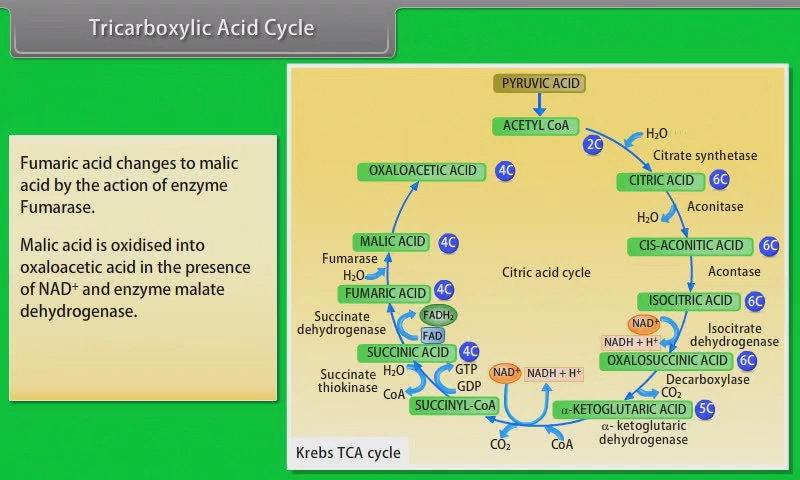 Tricarboxylic Acid Cycle
Fumaric acid changes to malic
acid by the action of enzyme
Fumarase.
Malic acid is oxidised into
oxaloacetic acid in the presence
of NAD⁺ and enzyme malate
dehydrogenase.
PYRUVIC ACID
ACETYL CoA
2C
H₂O
Citrate synthetase
CITRIC ACID
6C
H₂O
Aconitase
CIS-ACONITIC ACID
6C
Acontase
ISOCITRIC ACID
6C
NAD⁺
NADH + H⁺
Isocitrate
dehydrogenase
OXALOSUCCINIC ACID
6C
Decarboxylase
CO₂
α-KETOGLUTARIC ACID
5C
α- ketoglutaric
dehydrogenase
CoA
CO₂
NAD⁺
NADH + H⁺
SUCCINYL-CoA
GDP
GTP
H₂O
CoA
Succinate
thiokinase
SUCCINIC ACID
4C
FAD
FADH₂
Succinate
dehydrogenase
FUMARIC ACID
4C
H₂O
Fumarase
MALIC ACID
4C
OXALOACETIC ACID
4C
Citric acid cycle
Krebs TCA cycle